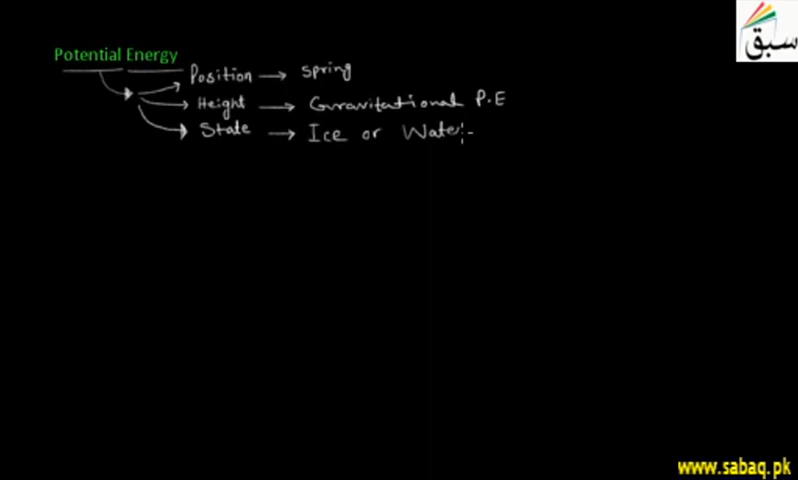 سبق
Potential Energy
Position → Spring
Height → Gravitational P.E
State → Ice or Water:-
www.sabaq.pk